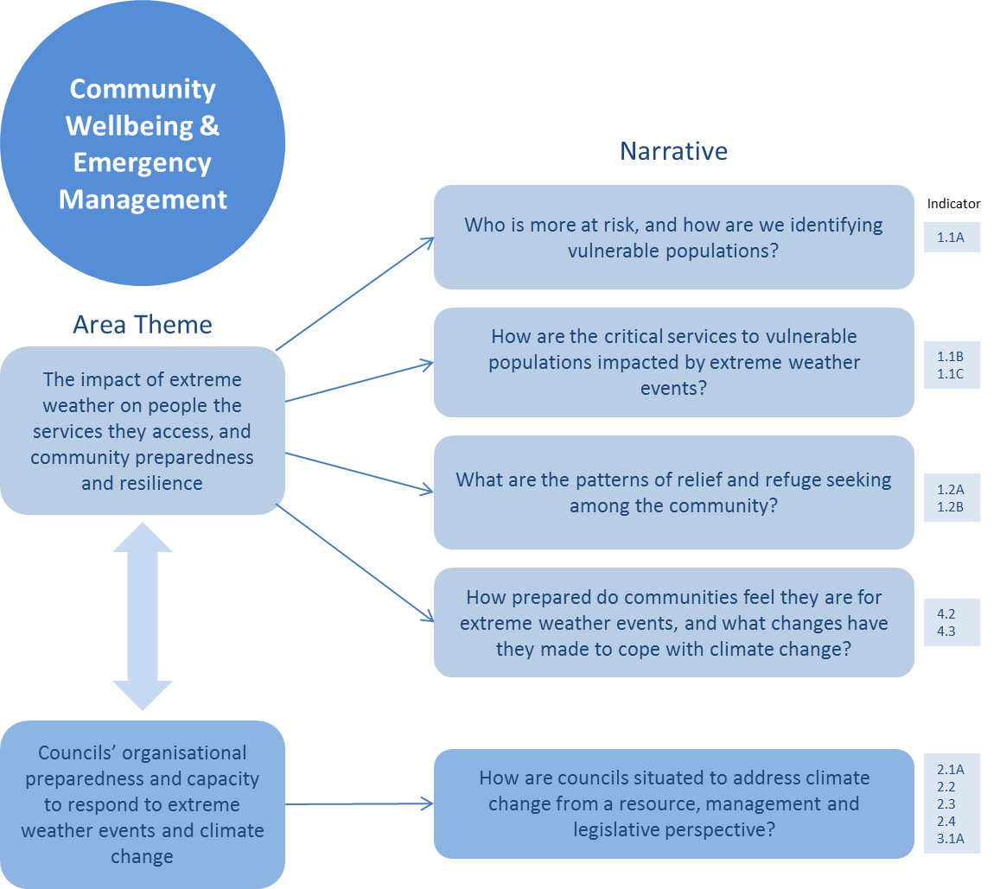 Community
Wellbeing &
Emergency
Management
Narrative
Indicator
Who is more at risk, and how are we identifying
vulnerable populations?
1.1A
Area Theme
How are the critical services to vulnerable
populations impacted by extreme weather
events?
1.1B
1.1C
The impact of extreme
weather on people the
services they access, and
community preparedness
and resilience
What are the patterns of relief and refuge seeking
among the community?
1.2A
1.2B
How prepared do communities feel they are for
extreme weather events, and what changes have
they made to cope with climate change?
4.2
4.3
Councils’ organisational
preparedness and capacity
to respond to extreme
weather events and climate
change
How are councils situated to address climate
change from a resource, management and
legislative perspective?
2.1A
2.2
2.3
2.4
3.1A